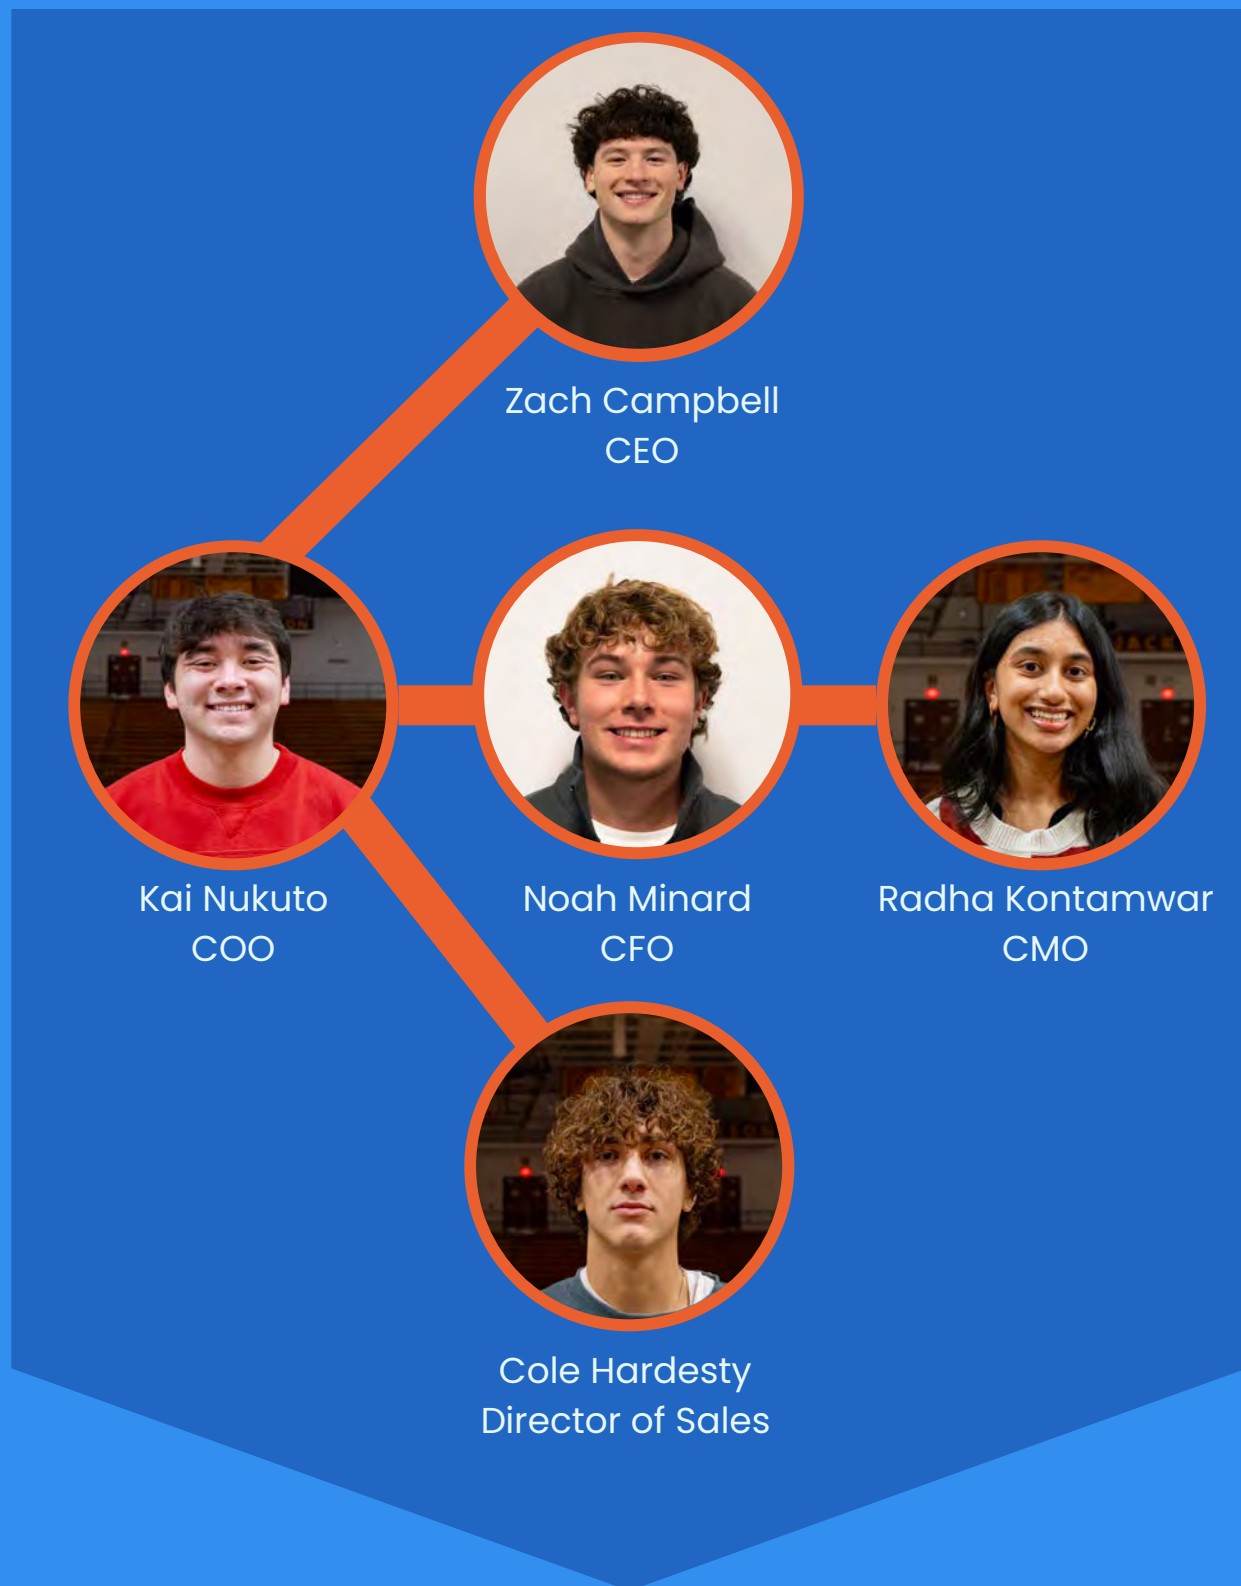 Zach Campbell
CEO
Kai Nukuto
COO
Noah Minard
CFO
Radha Kontamwar
CMO
Cole Hardesty
Director of Sales